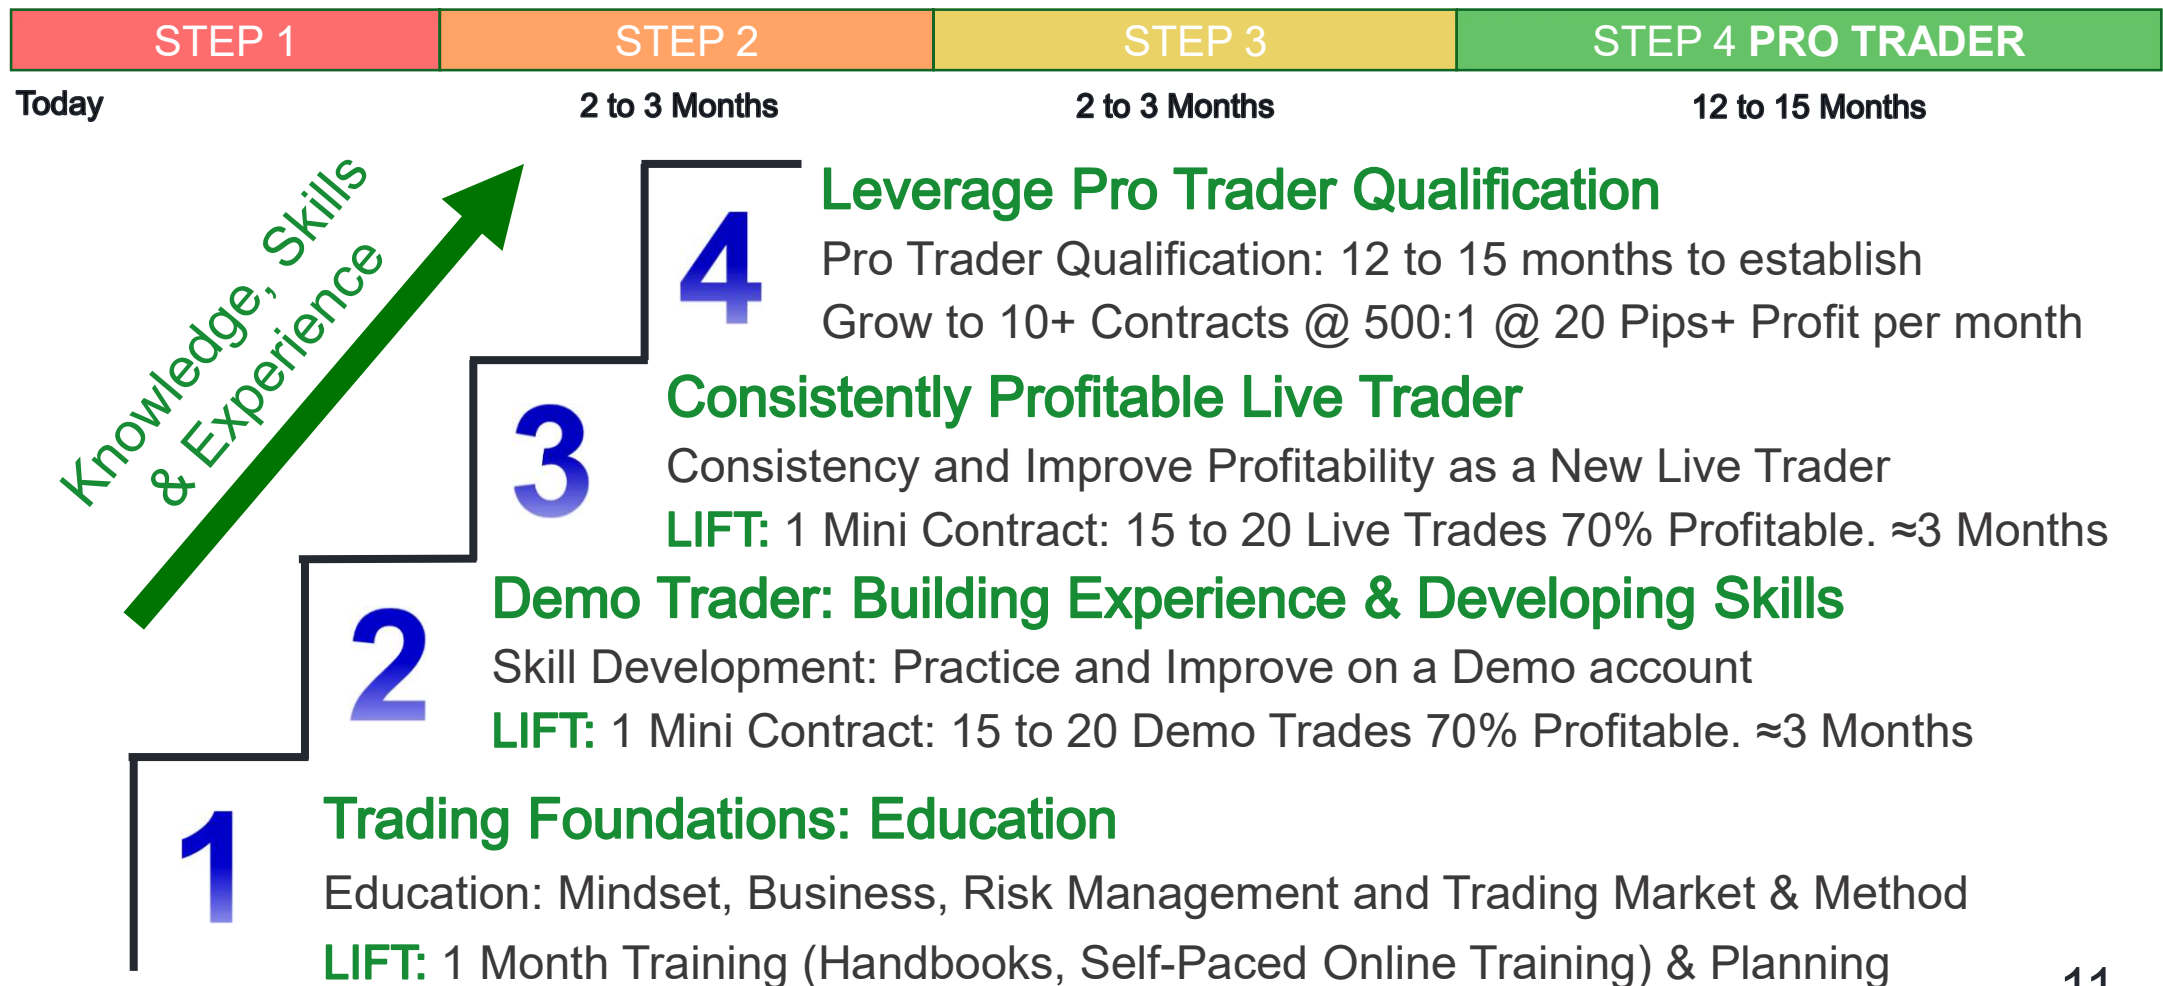 STEP 1
STEP 2
STEP 3
STEP 4 PRO TRADER
Today
2 to 3 Months
2 to 3 Months
12 to 15 Months
Knowledge, Skills
& Experience
4
Leverage Pro Trader Qualification
Pro Trader Qualification: 12 to 15 months to establish
Grow to 10+ Contracts @ 500:1 @ 20 Pips+ Profit per month
3
Consistently Profitable Live Trader
Consistency and Improve Profitability as a New Live Trader
LIFT: 1 Mini Contract: 15 to 20 Live Trades 70% Profitable. ≈3 Months
2
Demo Trader: Building Experience & Developing Skills
Skill Development: Practice and Improve on a Demo account
LIFT: 1 Mini Contract: 15 to 20 Demo Trades 70% Profitable. ≈3 Months
1
Trading Foundations: Education
Education: Mindset, Business, Risk Management and Trading Market & Method
LIFT: 1 Month Training (Handbooks, Self-Paced Online Training) & Planning
11